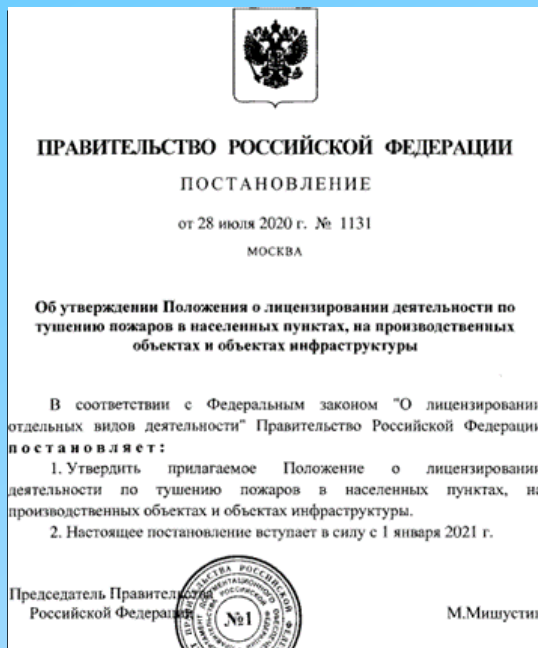 ПРАВИТЕЛЬСТВО РОССИЙСКОЙ ФЕДЕРАЦИИ
ПОСТАНОВЛЕНИЕ
от 28 июля 2020 г. № 1131
МОСКВА
Об утверждении Положения о лицензировании деятельности по
тушению пожаров в населенных пунктах, на производственных
объектах и объектах инфраструктуры
В соответствии с Федеральным законом "О лицензировании
отдельных видов деятельности" Правительство Российской Федерации
постановляет:
1. Утвердить прилагаемое Положение о лицензировании
деятельности по тушению пожаров в населенных пунктах, на
производственных объектах и объектах инфраструктуры.
2. Настоящее постановление вступает в силу с 1 января 2021 г.
Председатель Правительства
Российской Федерации
№1
М.Мишустин